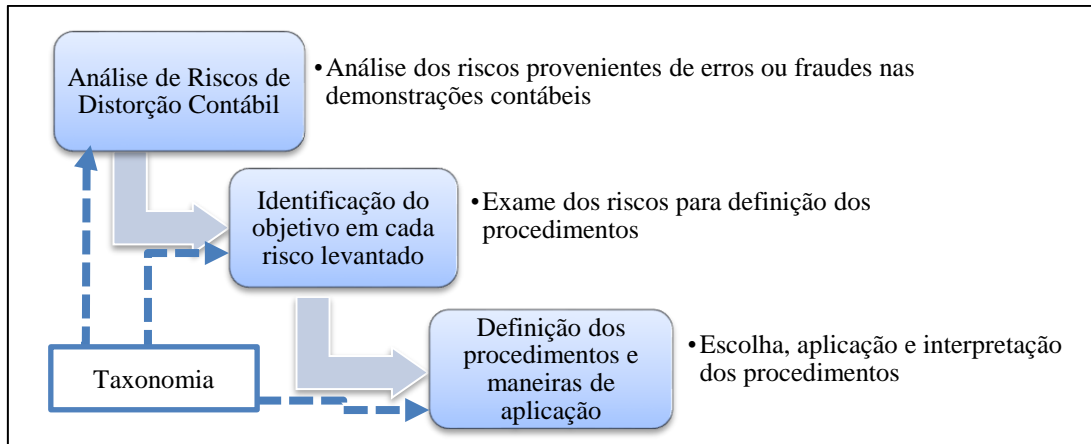 Análise de Riscos de
Distorção Contábil
•Análise dos riscos provenientes de erros ou fraudes nas
demonstrações contábeis
Identificação do
objetivo em cada
risco levantado
•Exame dos riscos para definição dos
procedimentos
Definição dos
procedimentos e
maneiras de
aplicação
•Escolha, aplicação e interpretação
dos procedimentos
Taxonomia